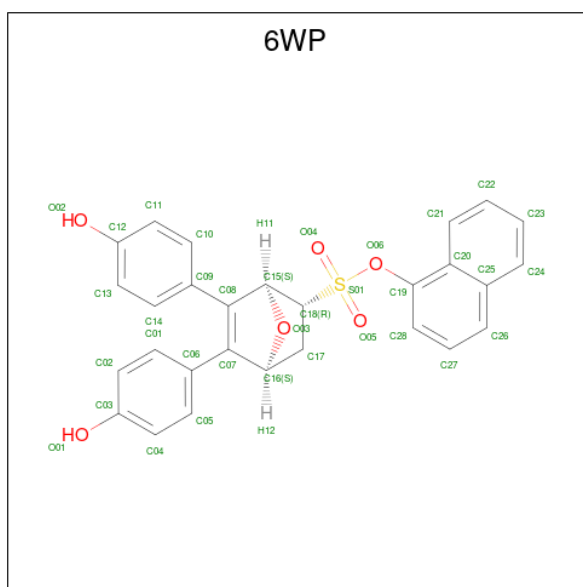 6WP
C22
C11
O02
C21
C23
HO
C12
C10
H11
O04
O06
C20
C25
C24
C13
C09
C15(S)
S
S01
C19
C08
O
C18(R)
O03
O
C28
C26
C14
O05
C01
C06
C17
C27
C02
C07
C16(S)
C03
C05
H
H12
HO
O01
C04